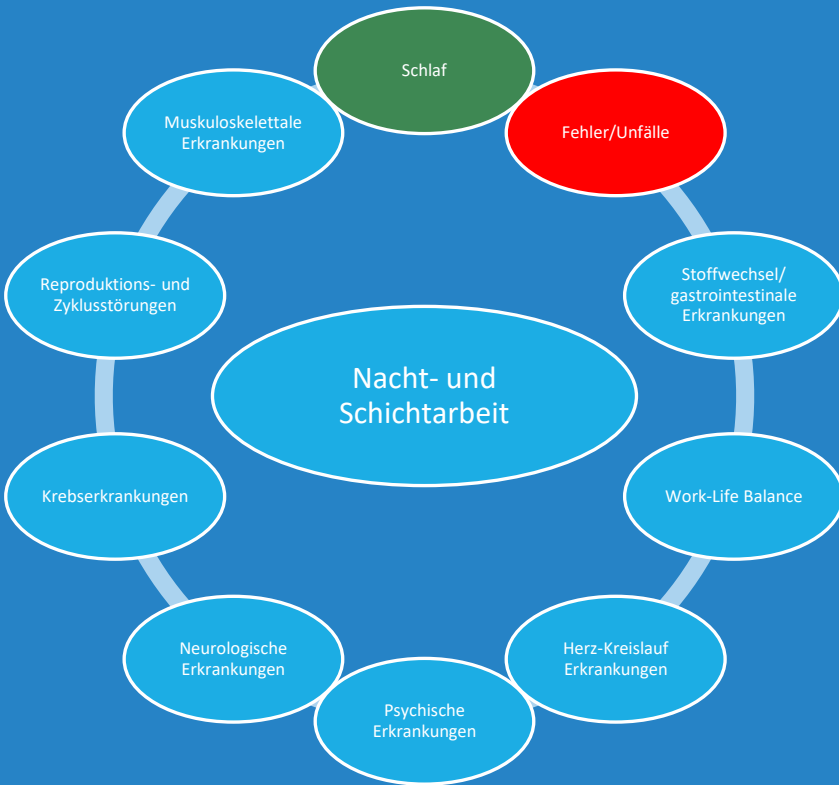 Schlaf
Fehler/Unfälle
Stoffwechsel/
gastrointestinale
Erkrankungen
Work-Life Balance
Herz-Kreislauf
Erkrankungen
Psychische
Erkrankungen
Neurologische
Erkrankungen
Krebserkrankungen
Reproduktions- und
Zyklusstörungen
Muskuloskelettale
Erkrankungen
Nacht- und
Schichtarbeit